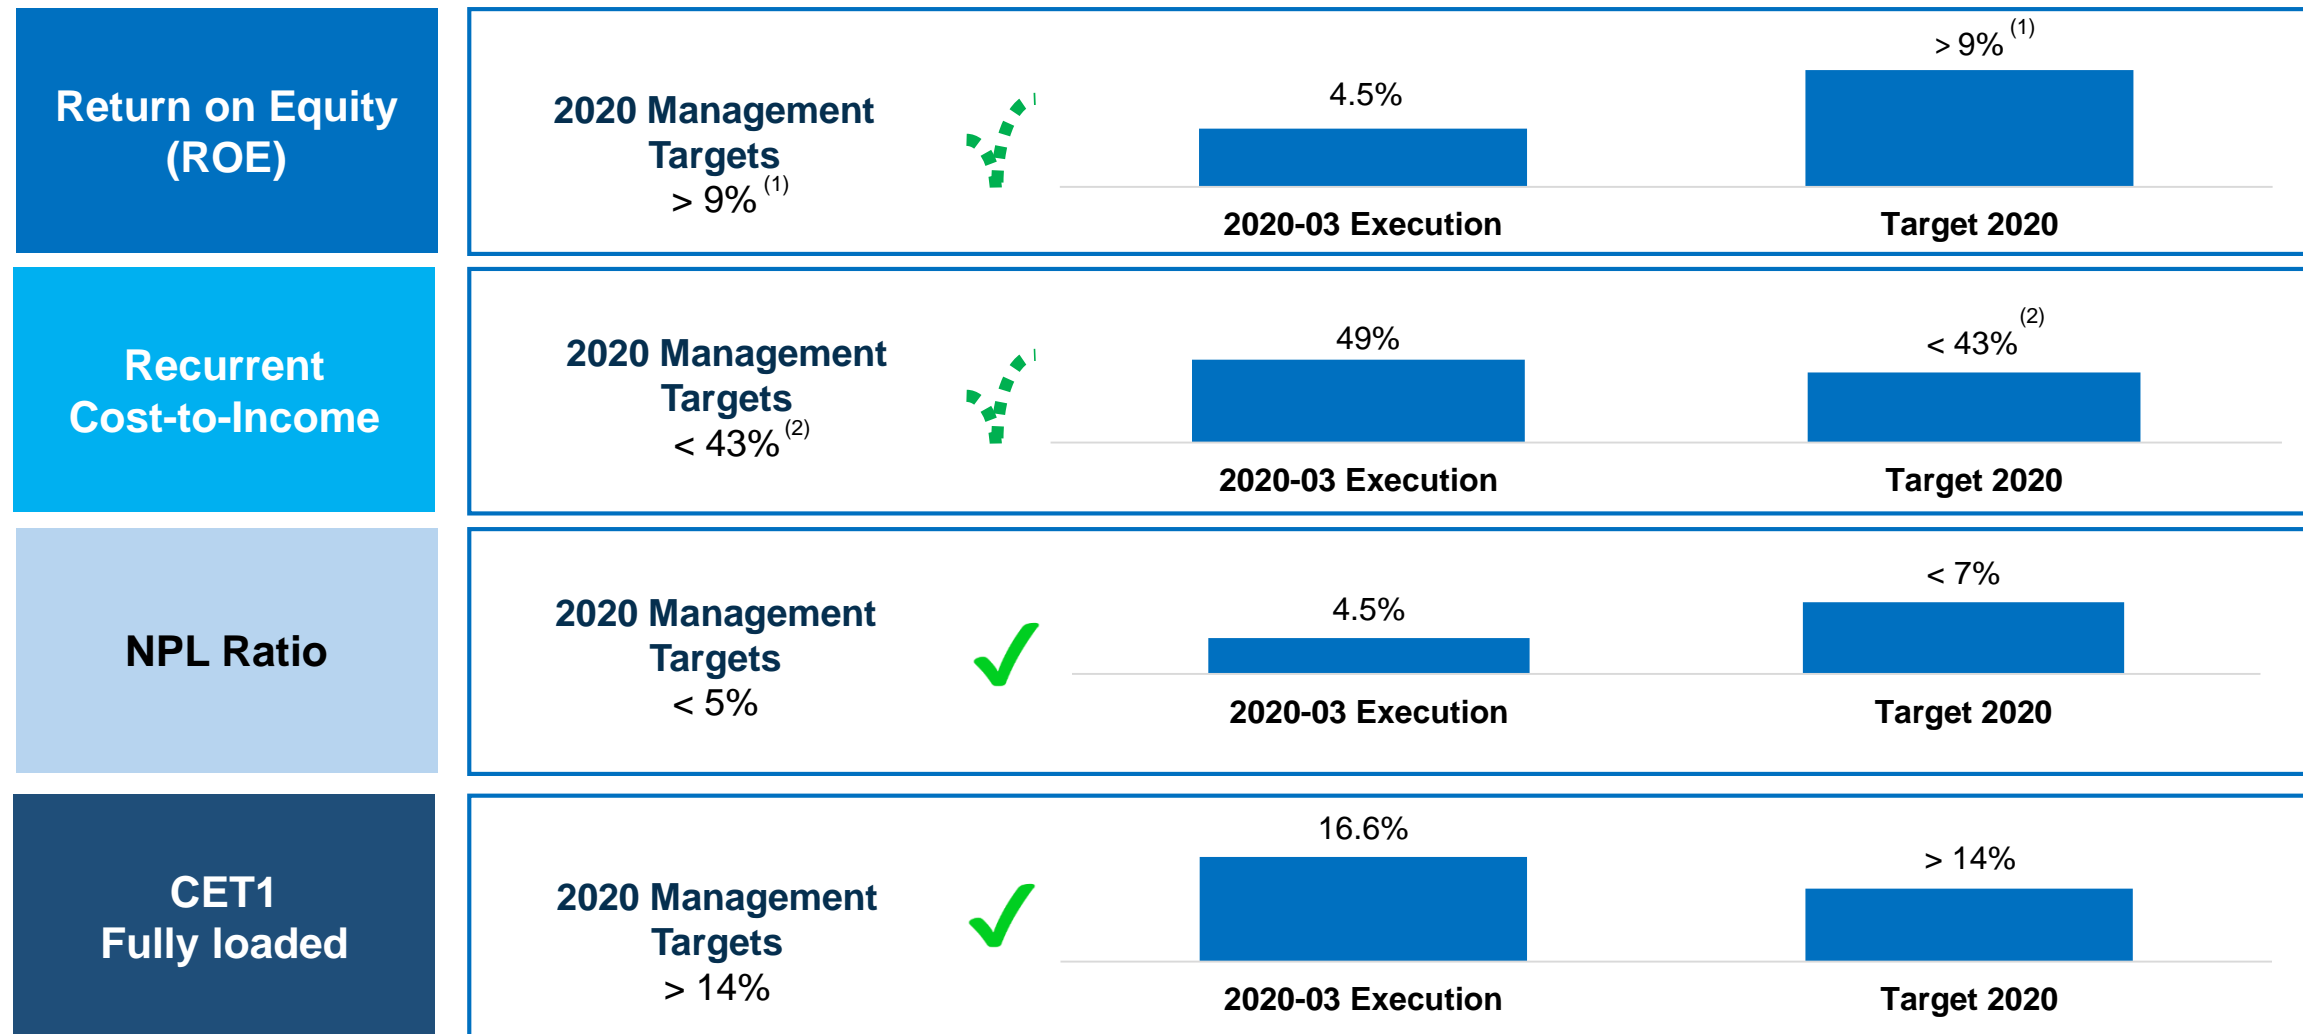 Return on Equity
(ROE)
2020 Management
Targets
> 9% (1)
4.5%
> 9% (1)
2020-03 Execution
Target 2020
Recurrent
Cost-to-Income
2020 Management
Targets
< 43% (2)
49%
< 43% (2)
2020-03 Execution
Target 2020
NPL Ratio
2020 Management
Targets
< 5%
4.5%
< 7%
2020-03 Execution
Target 2020
CET1
Fully loaded
2020 Management
Targets
> 14%
16.6%
> 14%
2020-03 Execution
Target 2020